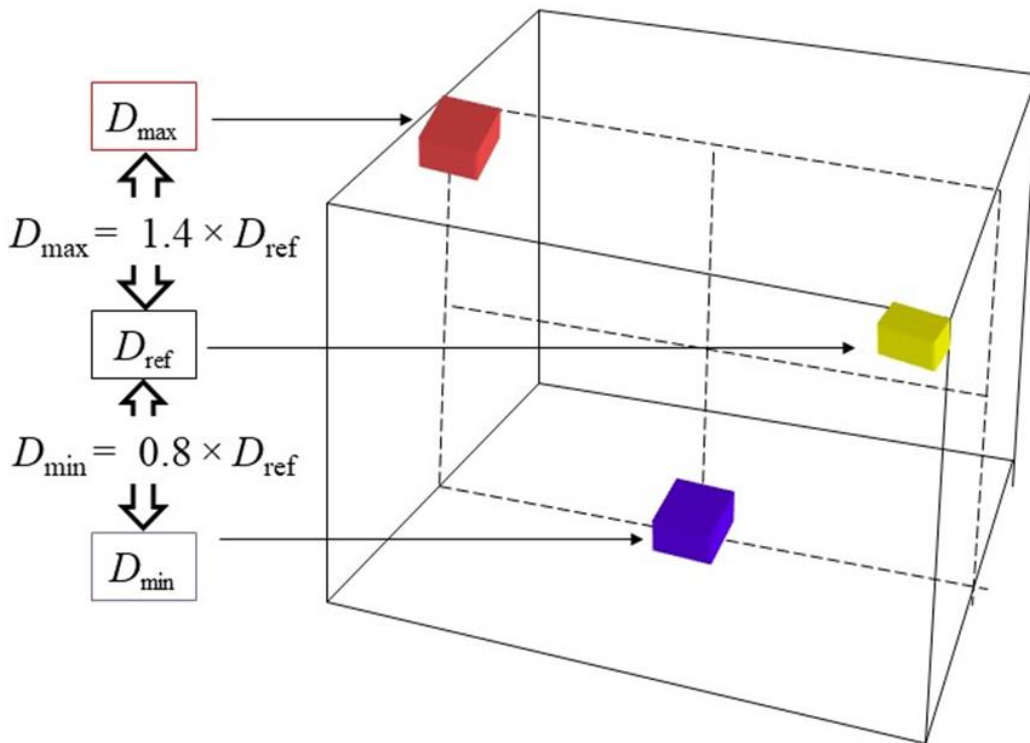 Dmax
Dmax = 1.4 × Dref
Dref
Dmin = 0.8 × Dref
Dmin